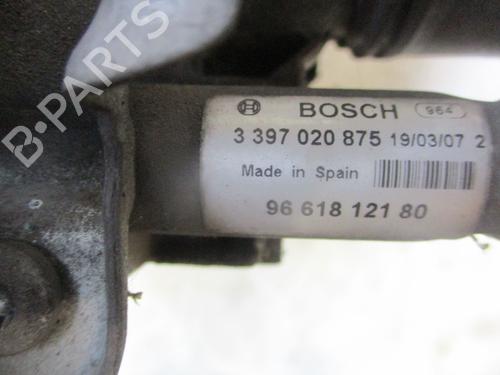 B-PARTS
BOSCH 964
3 397 020 875 19/03/07 2
Made in Spain
96 618 121 80